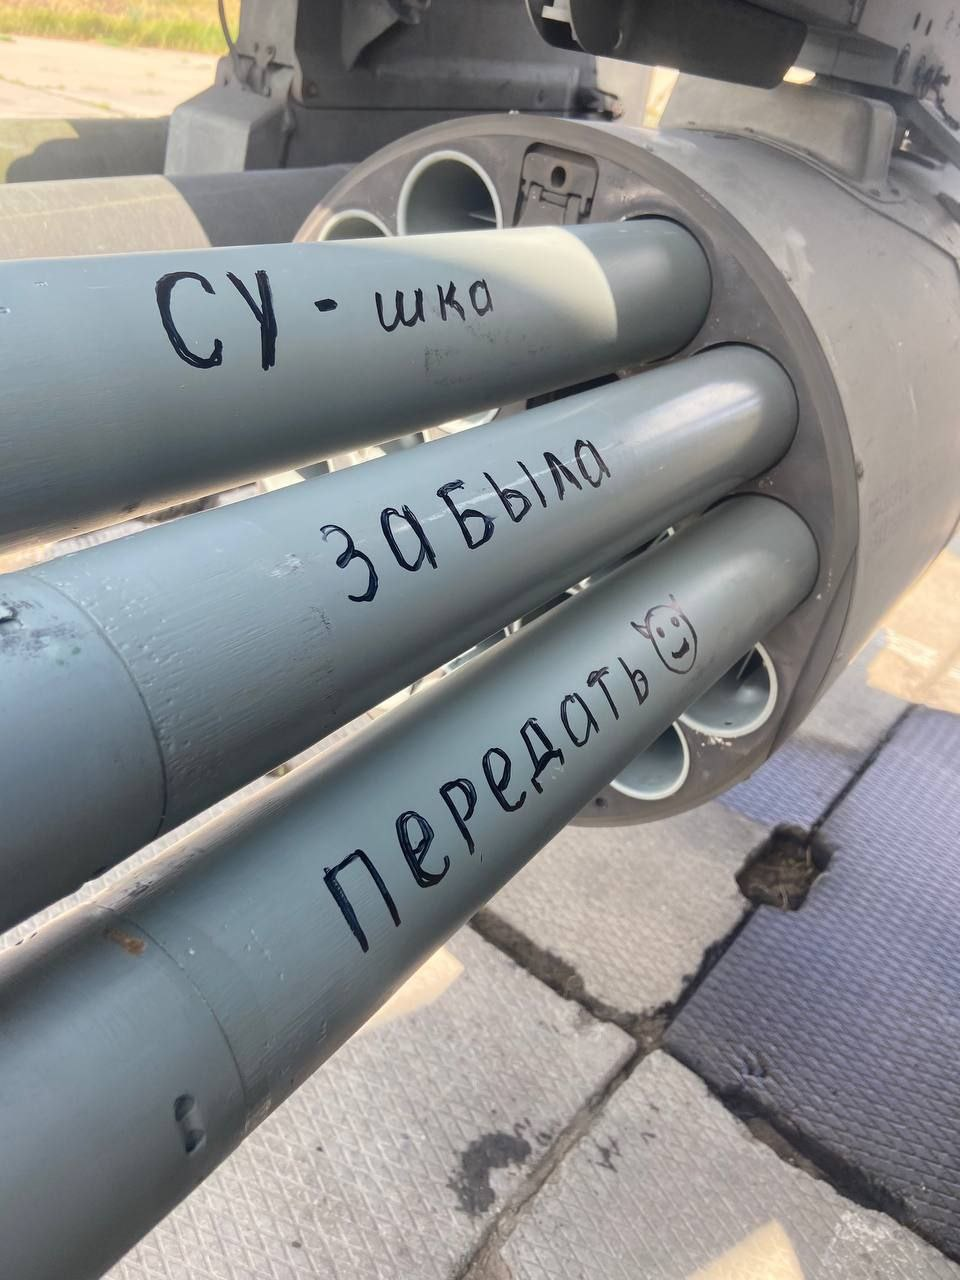 СУ - шка
забыла
передать